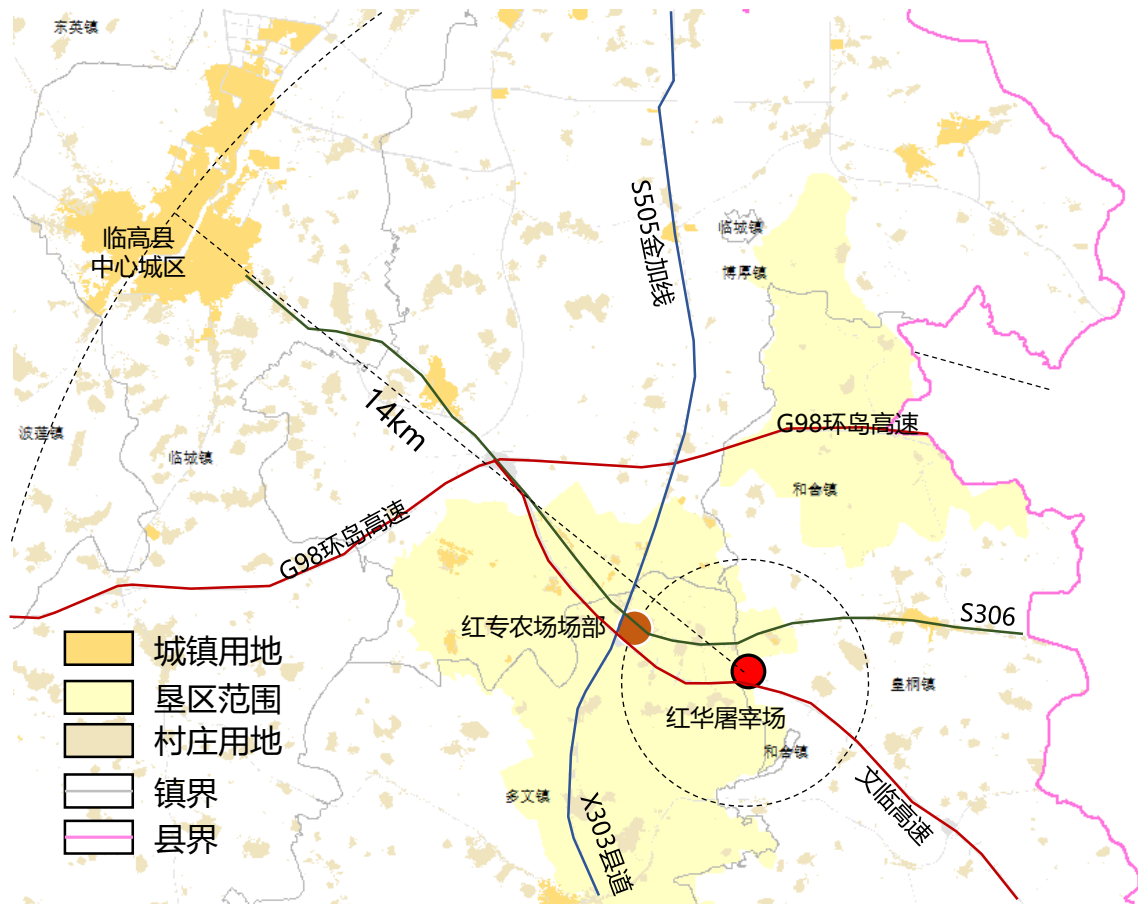 东英镇
临高县
中心城区
S505金加线
临城镇
博厚镇
14km
G98环岛高速
波莲镇
临城镇
和舍镇
G98环岛高速
红专农场场部
S306
皇桐镇
红华屠宰场
和舍镇
多文镇
X303县道
文临高速
城镇用地
垦区范围
村庄用地
镇界
县界